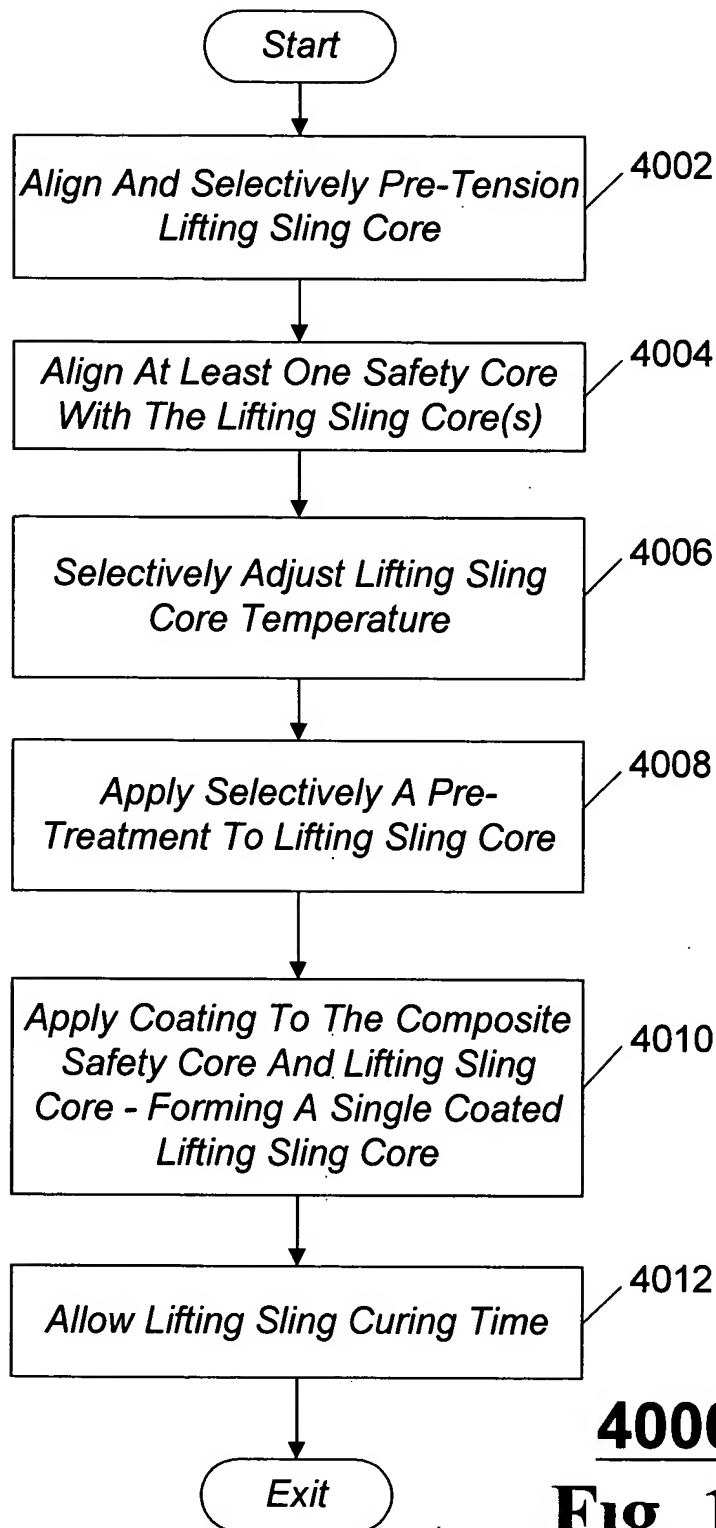 Start
Align And Selectively Pre-Tension
Lifting Sling Core
4002
Align At Least One Safety Core
With The Lifting Sling Core(s)
4004
Selectively Adjust Lifting Sling
Core Temperature
4006
Apply Selectively A Pre-
Treatment To Lifting Sling Core
4008
Apply Coating To The Composite
Safety Core And Lifting Sling
Core - Forming A Single Coated
Lifting Sling Core
4010
Allow Lifting Sling Curing Time
4012
Exit
4000
Fig. 1